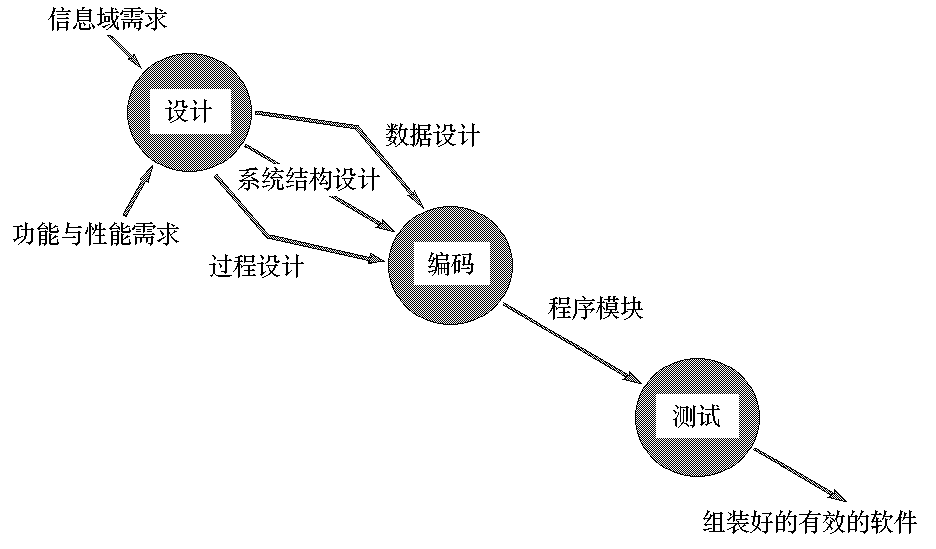 信息域需求
设计
数据设计
系统结构设计
功能与性能需求
过程设计
编码
程序模块
测试
组装好的有效的软件